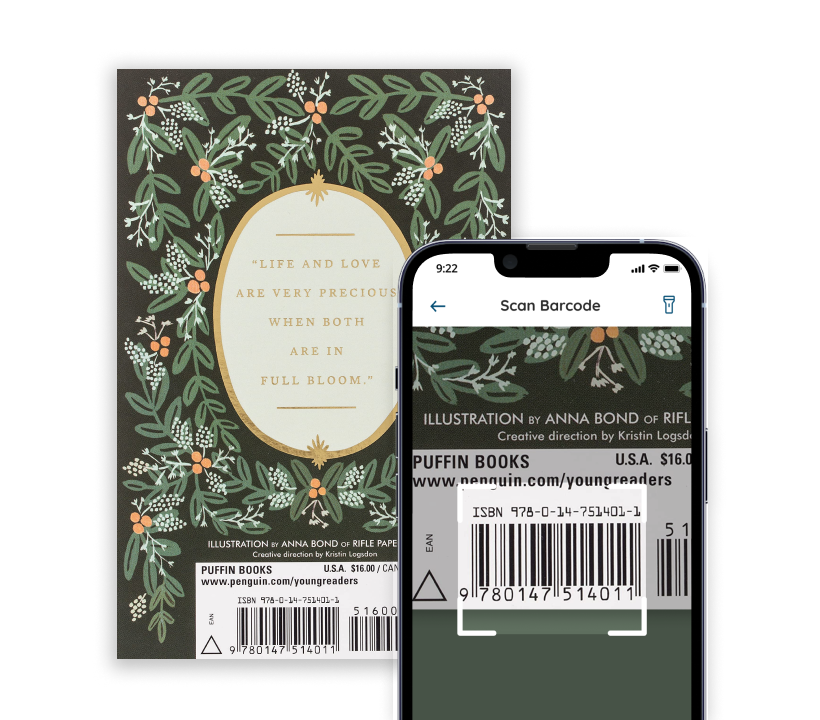 “LIFE AND LOVE
ARE VERY PRECIOUS
WHEN BOTH
ARE IN
FULL BLOOM.”
ILLUSTRATION BY ANNA BOND OF RIFLE PAPE
Creative direction by Kristin Logsdon
PUFFIN BOOKS U.S.A. $16.00 / CAN
www.penguin.com/youngreaders
ISBN 978-0-14-751401-1
51600
EAN
9 780147 514011
9:22
Scan Barcode
ILLUSTRATION BY ANNA BOND OF RIFL
Creative direction by Kristin Logsdo
PUFFIN BOOKS U.S.A. $16.0
www.penguin.com/youngreaders
ISBN 978-0-14-751401-1
51
EAN
9 780147 514011